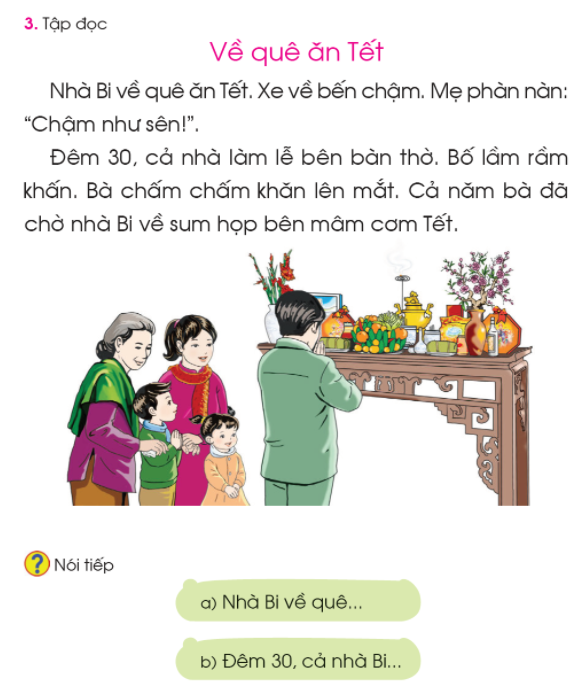 3. Tập đọc
Về quê ăn Tết
Nhà Bi về quê ăn Tết. Xe về bến chậm. Mẹ phàn nàn:
“Chậm như sên!”.
Đêm 30, cả nhà làm lễ bên bàn thờ. Bố lầm rầm
khấn. Bà chấm chấm khăn lên mắt. Cả năm bà đã
chờ nhà Bi về sum họp bên mâm cơm Tết.
? Nói tiếp
a) Nhà Bi về quê...
b) Đêm 30, cả nhà Bi...